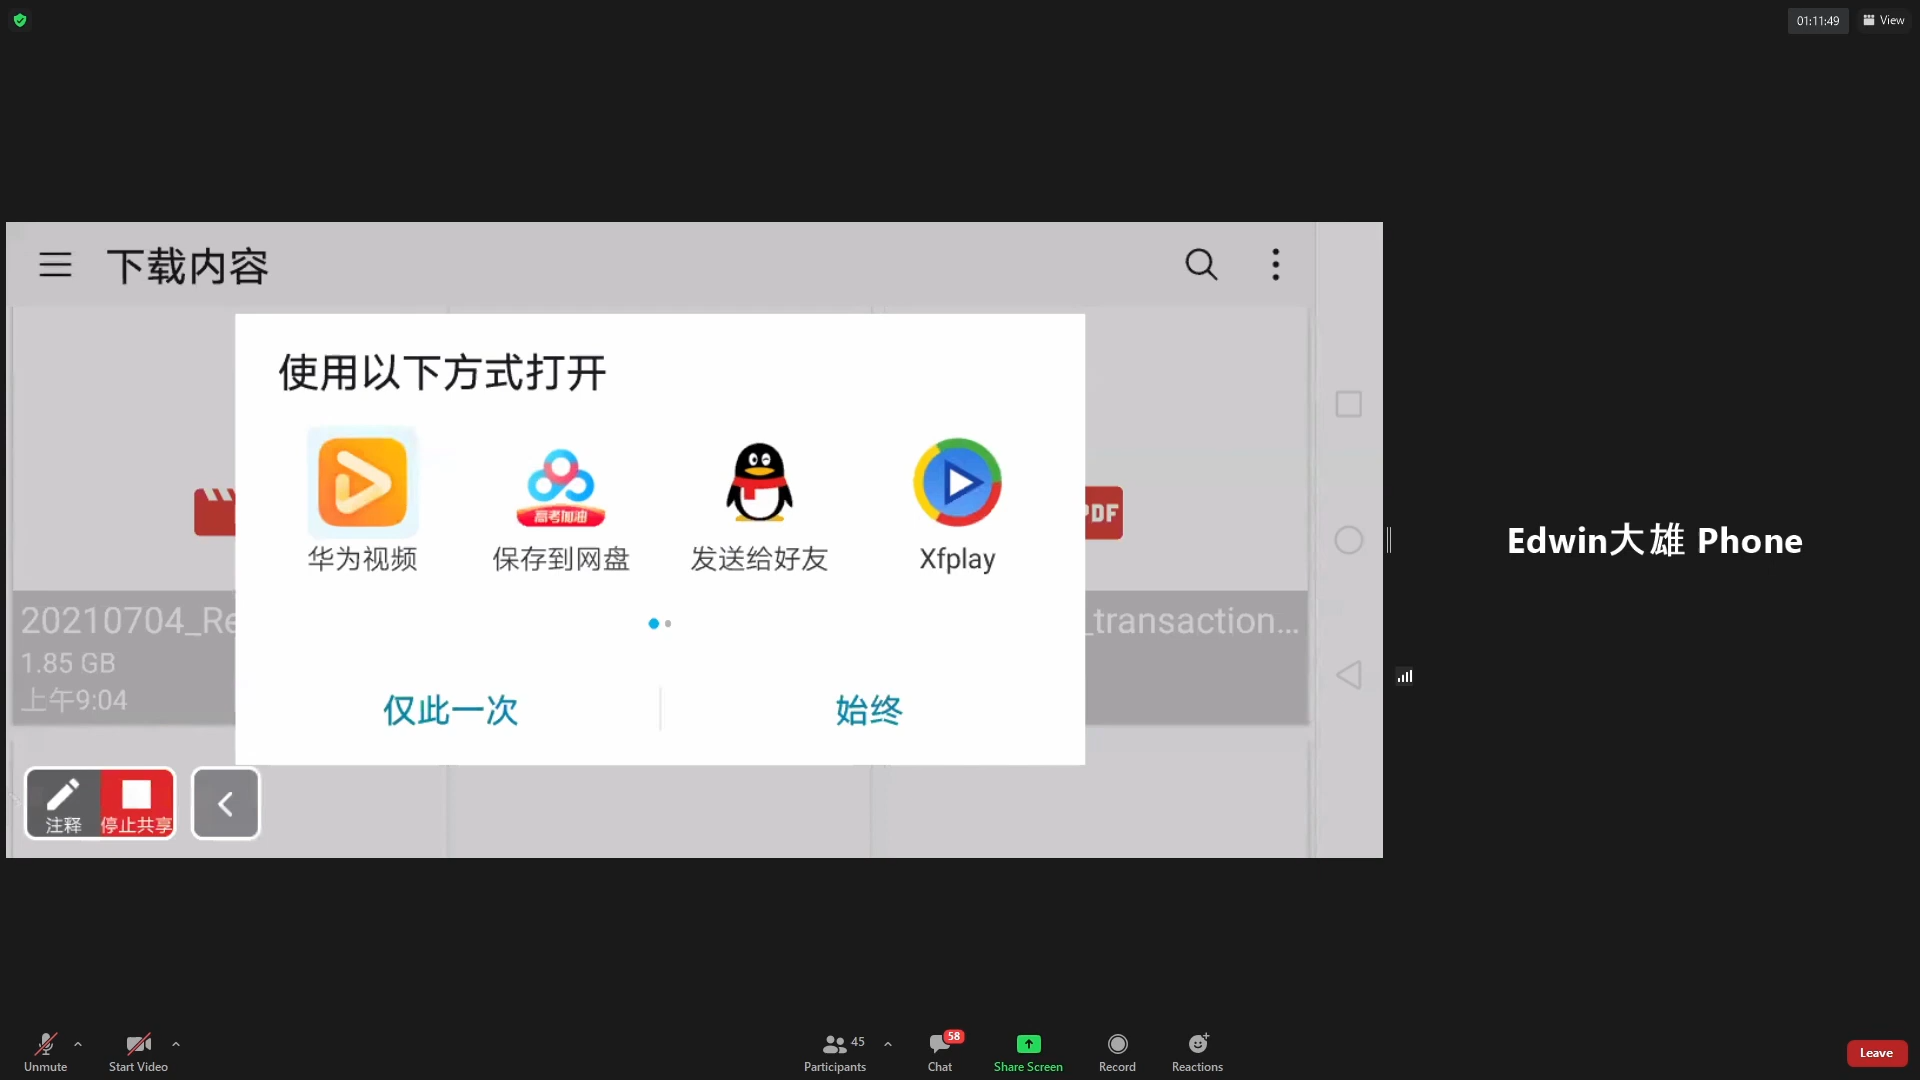 01:11:49
View
下载内容
使用以下方式打开
高考加油
华为视频
保存到网盘
发送给好友
Xfplay
PDF
20210704_Re
_transaction...
1.85 GB
上午9:04
仅此一次
始终
注释
停止共享
Edwin大雄 Phone
Unmute
Start Video
45
Participants
58
Chat
Share Screen
Record
Reactions
Leave